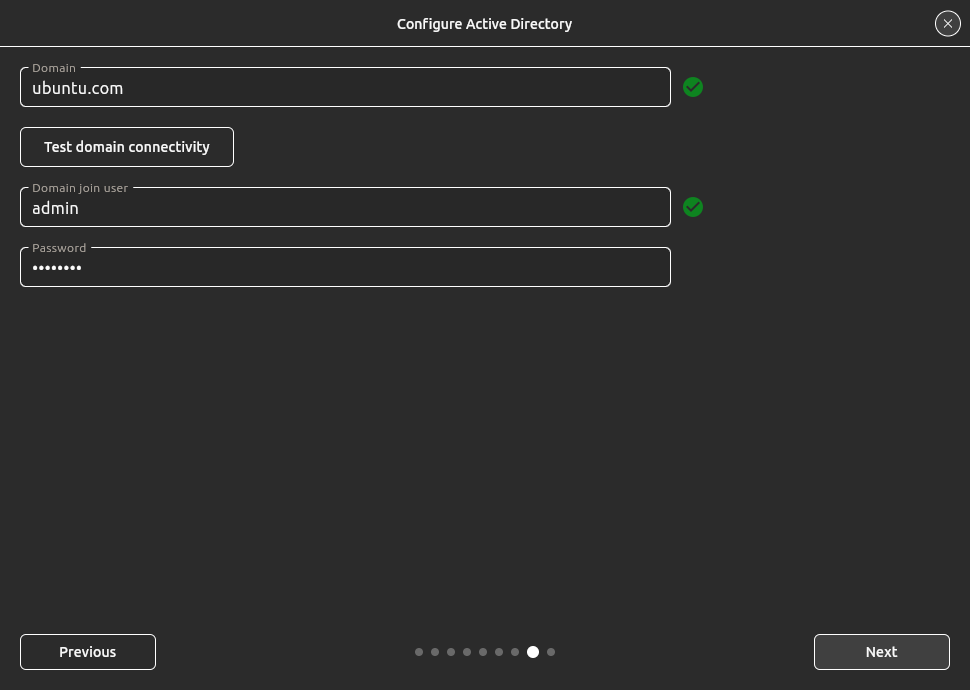 Configure Active Directory
Domain
ubuntu.com
Test domain connectivity
Domain join user
admin
Password
••••••••
Previous
Next